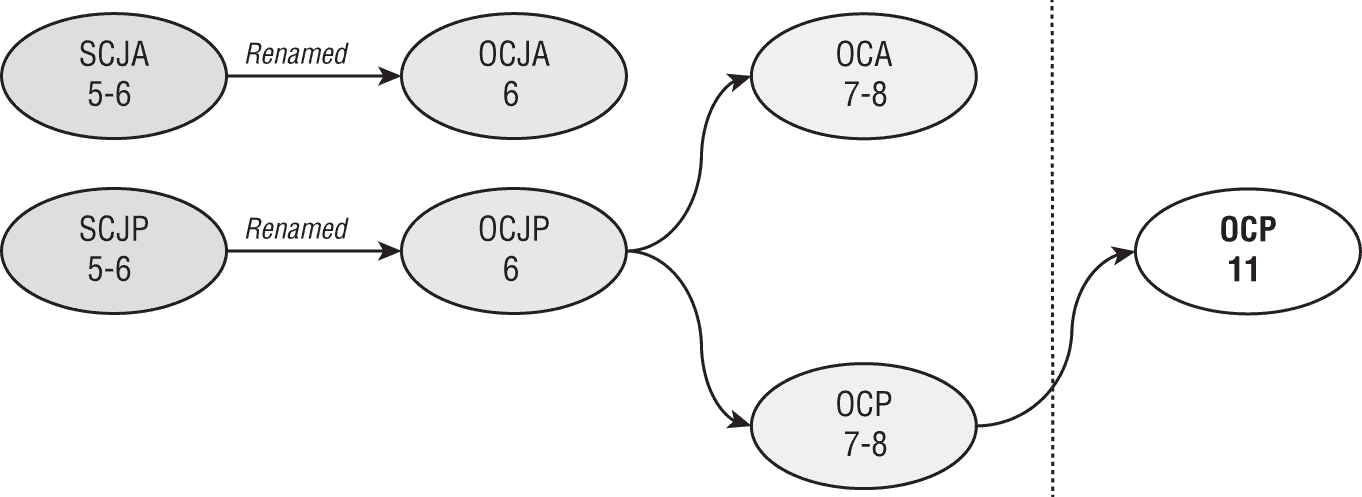 SCJA
5-6
Renamed
OCJA
6
OCA
7-8
SCJP
5-6
Renamed
OCJP
6
OCP
11
OCP
7-8